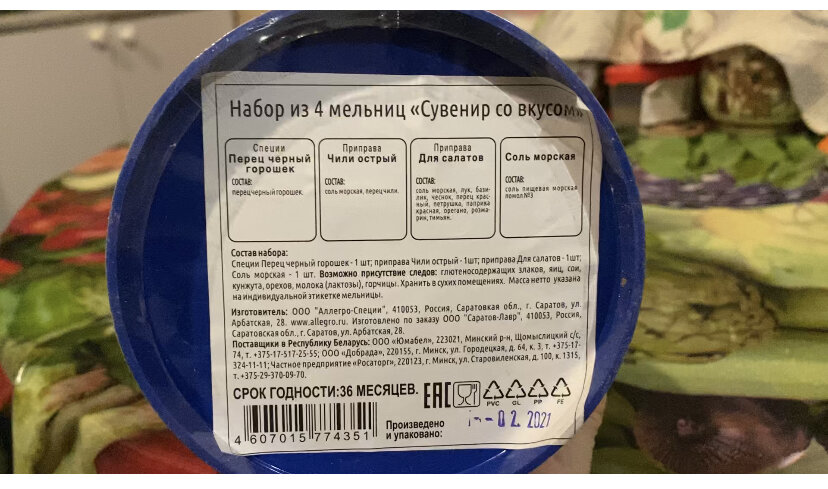 Набор из 4 мельниц «Сувенир со вкусом»
Специи
Перец черный
горошек
СОСТАВ:
перец черный горошек.
Приправа
Чили острый
СОСТАВ:
соль морская, перец чили.
Приправа
Для салатов
СОСТАВ:
соль морская, лук, бази-
лик, чеснок, перец крас-
ный, петрушка, паприка
красная, орегано, розма-
рин, тимьян.
Соль морская
СОСТАВ:
соль пищевая морская
помол №3
Состав набора:
Специи Перец черный горошек - 1 шт; приправа Чили острый - 1шт; приправа Для салатов - 1шт;
Соль морская - 1 шт. Возможно присутствие следов: глютеносодержащих злаков, яиц, сои,
кунжута, орехов, молока (лактозы), горчицы. Хранить в сухих помещениях. Масса нетто указана
на индивидуальной этикетке мельницы.
Изготовитель: ООО "Аллегро-Специи", 410053, Россия, Саратовская обл., г. Саратов, ул.
Арбатская, 28. www.allegro.ru. Изготовлено по заказу ООО "Саратов-Лавр", 410053, Россия,
Саратовская обл., г. Саратов, ул. Арбатская, 28.
Поставщики в Республику Беларусь: ООО «Юмабел», 223021, Минский р-н, Щомыслицкий с/с,
74, т. +375-17-517-25-55; ООО «Добрада», 220155, г. Минск, ул. Городецкая, д. 64, к. 3, т. +375-17-
324-11-11; Частное предприятие «Росаторг», 220123, г. Минск, ул. Старовиленская, д. 100, к. 1315,
т. +375-29-370-09-70.
СРОК ГОДНОСТИ:36 МЕСЯЦЕВ.
EAC
PVC GL PP FE
4 607015 774351
Произведено
и упаковано:
02. 2021